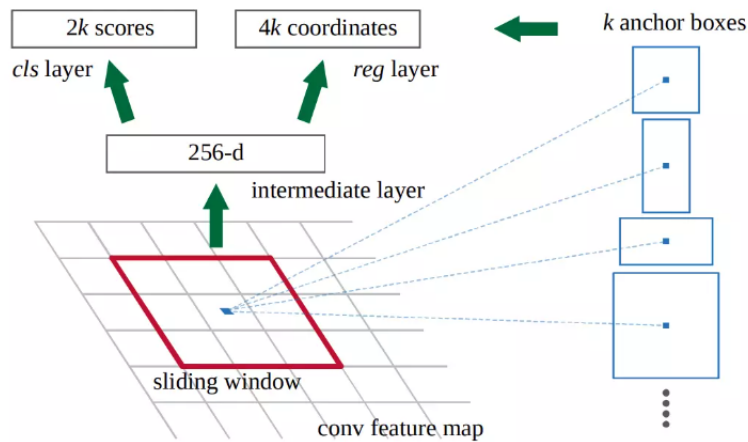 2k scores
4k coordinates
k anchor boxes
cls layer
reg layer
256-d
intermediate layer
sliding window
conv feature map